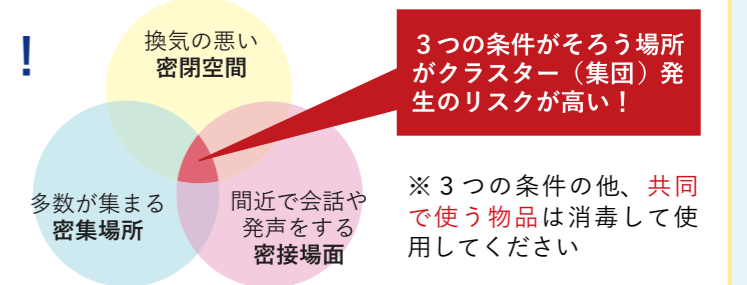 ！
換気の悪い
密閉空間
３つの条件がそろう場所
がクラスター（集団）発
生のリスクが高い！
多数が集まる
密集場所
間近で会話や
発声をする
密接場面
※３つの条件の他、共同
で使う物品は消毒して使
用してください